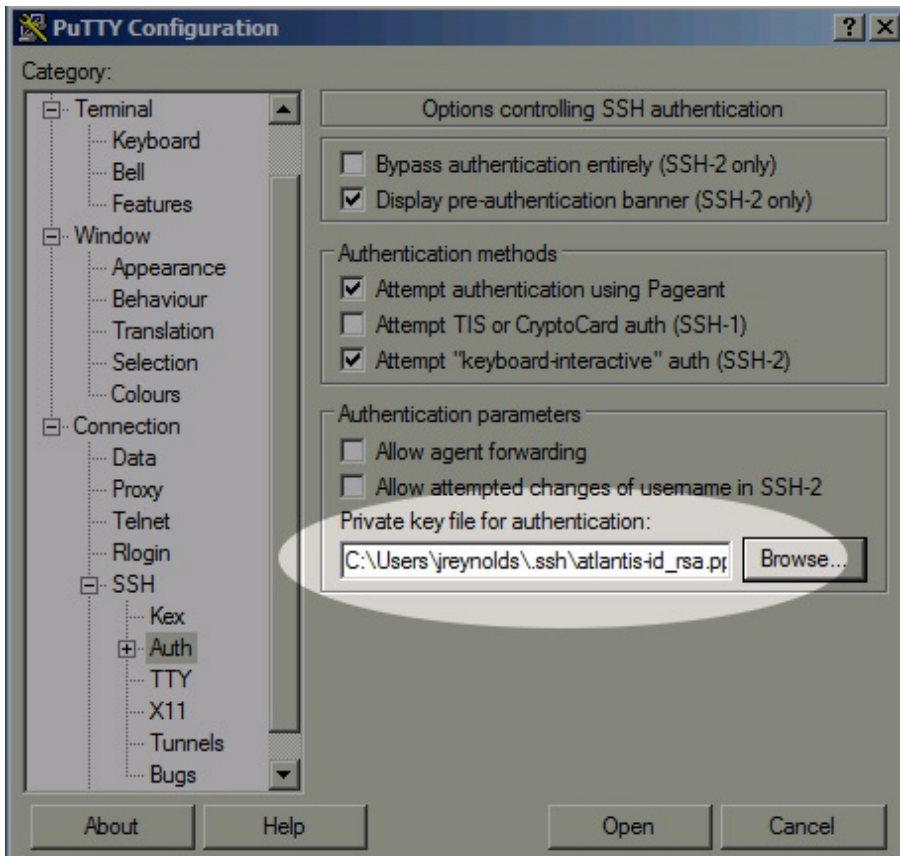 PuTTY Configuration
Category:
Terminal
Keyboard
Bell
Features
Window
Appearance
Behaviour
Translation
Selection
Colours
Connection
Data
Proxy
Telnet
Rlogin
SSH
Kex
Auth
TTY
X11
Tunnels
Bugs
Options controlling SSH authentication
Bypass authentication entirely (SSH-2 only)
Display pre-authentication banner (SSH-2 only)
Authentication methods
Attempt authentication using Pageant
Attempt TIS or CryptoCard auth (SSH-1)
Attempt "keyboard-interactive" auth (SSH-2)
Authentication parameters
Allow agent forwarding
Allow attempted changes of username in SSH-2
Private key file for authentication:
C:\Users\jreynolds\.ssh\atlantis-id_rsa.pp
Browse...
About
Help
Open
Cancel